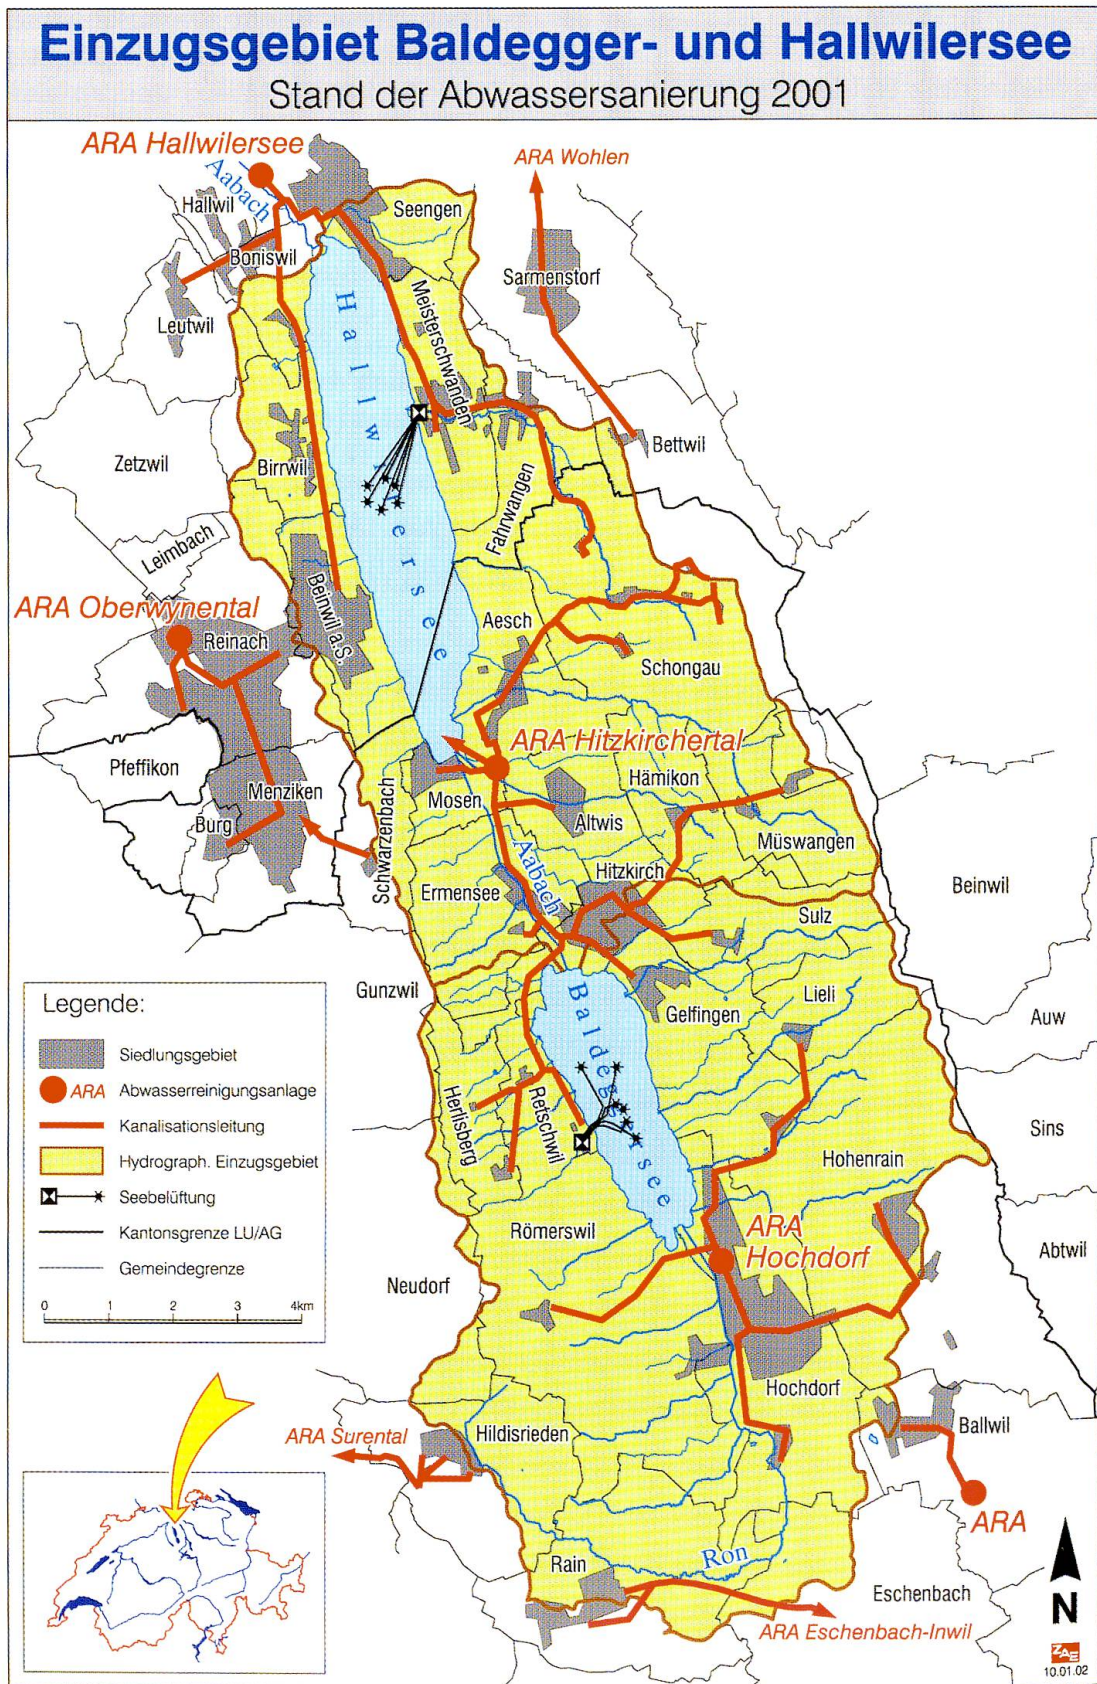 Einzugsgebiet Baldegger- und Hallwilersee
Stand der Abwassersanierung 2001
ARA Hallwilersee
ARA Wohlen
Aabach
Hallwil
Seengen
Boniswil
Sarmenstorf
Leutwil
Meisterschwanden
Hallwilersee
Zetzwil
Birrwil
Bettwil
Fahrwangen
Leimbach
ARA Oberwynental
Beinwil a.S.
Reinach
Aesch
Schongau
ARA Hitzkirchertal
Pfeffikon
Menziken
Mosen
Hämikon
Burg
Schwarzenbach
Altwis
Müswangen
Aabach
Hitzkirch
Ermensee
Beinwil
Sulz
Gunzwil
Baldeggersee
Gelfingen
Lieli
Auw
Legende:
Siedlungsgebiet
ARA Abwasserreinigungsanlage
Kanalisationsleitung
Hydrograph. Einzugsgebiet
Seebelüftung
Kantonsgrenze LU/AG
Gemeindegrenze
0 1 2 3 4km
Herlisberg
Retschwil
Sins
Hohenrain
Römerswil
ARA
Hochdorf
Abtwil
Neudorf
Hochdorf
Ballwil
ARA Surental
Hildisrieden
ARA
Rain
Ron
Eschenbach
ARA Eschenbach-Inwil
N
ZAE
10.01.02